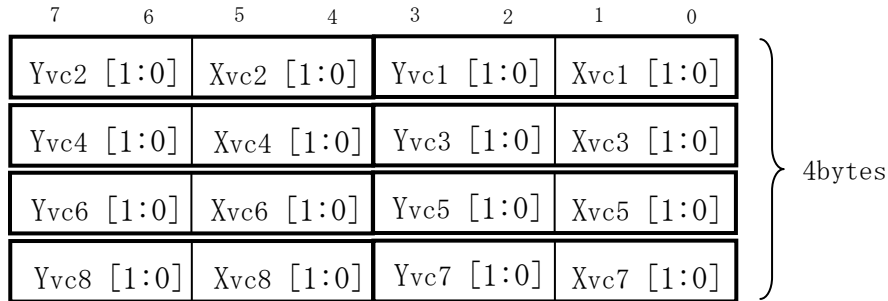 7 6 5 4 3 2 1 0
Yvc2 [1:0] Xvc2 [1:0] Yvc1 [1:0] Xvc1 [1:0]
Yvc4 [1:0] Xvc4 [1:0] Yvc3 [1:0] Xvc3 [1:0]
4bytes
Yvc6 [1:0] Xvc6 [1:0] Yvc5 [1:0] Xvc5 [1:0]
Yvc8 [1:0] Xvc8 [1:0] Yvc7 [1:0] Xvc7 [1:0]